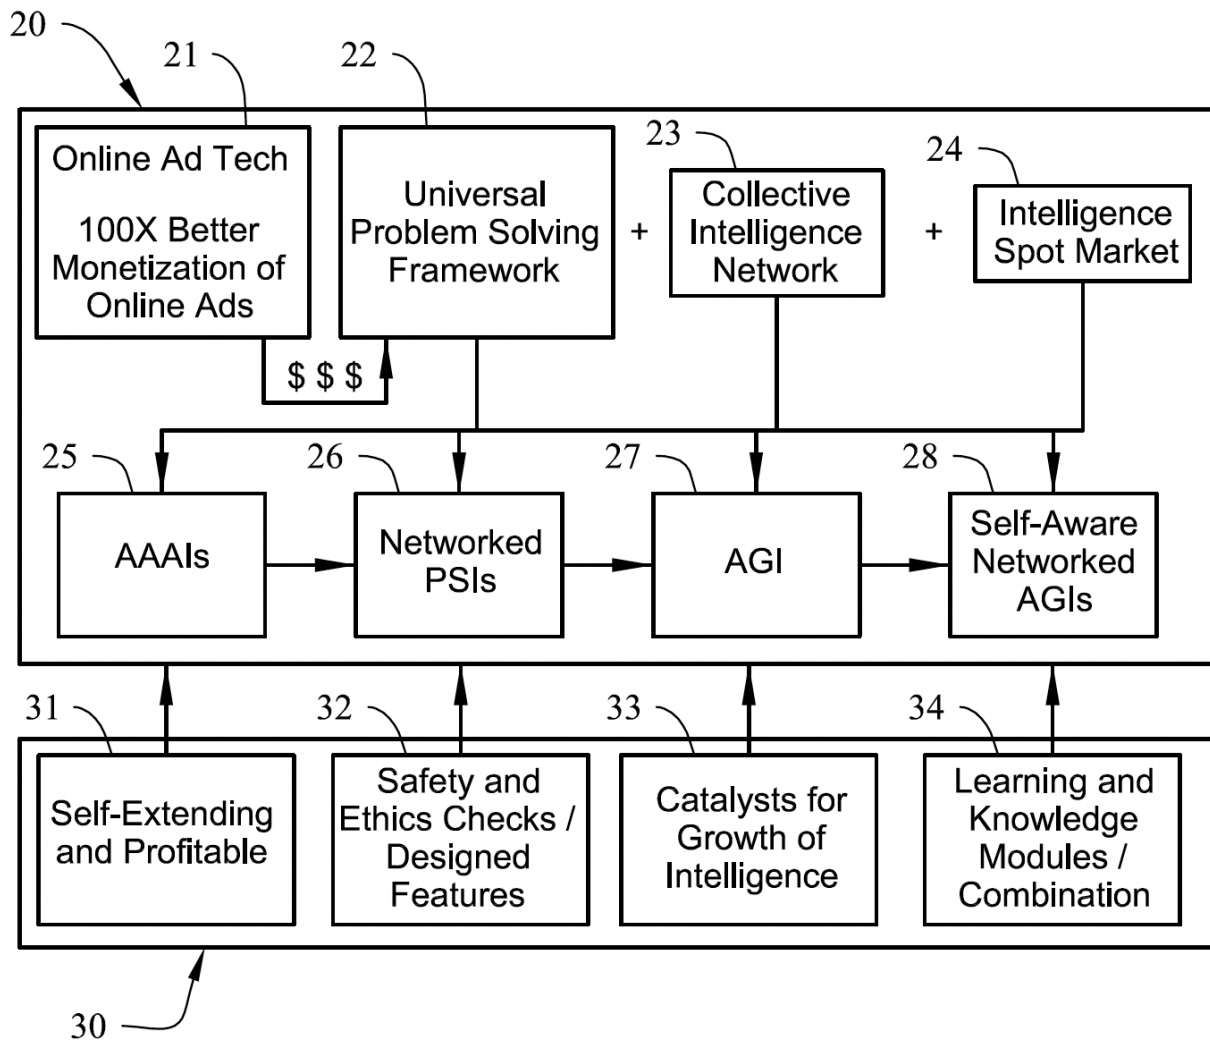 20
21
22
23
24
Online Ad Tech
100X Better
Monetization of
Online Ads
Universal
Problem Solving
Framework
+
Collective
Intelligence
Network
+
Intelligence
Spot Market
$ $ $
25
26
27
28
AAAIs
Networked
PSIs
AGI
Self-Aware
Networked
AGIs
31
32
33
34
Self-Extending
and Profitable
Safety and
Ethics Checks /
Designed
Features
Catalysts for
Growth of
Intelligence
Learning and
Knowledge
Modules /
Combination
30